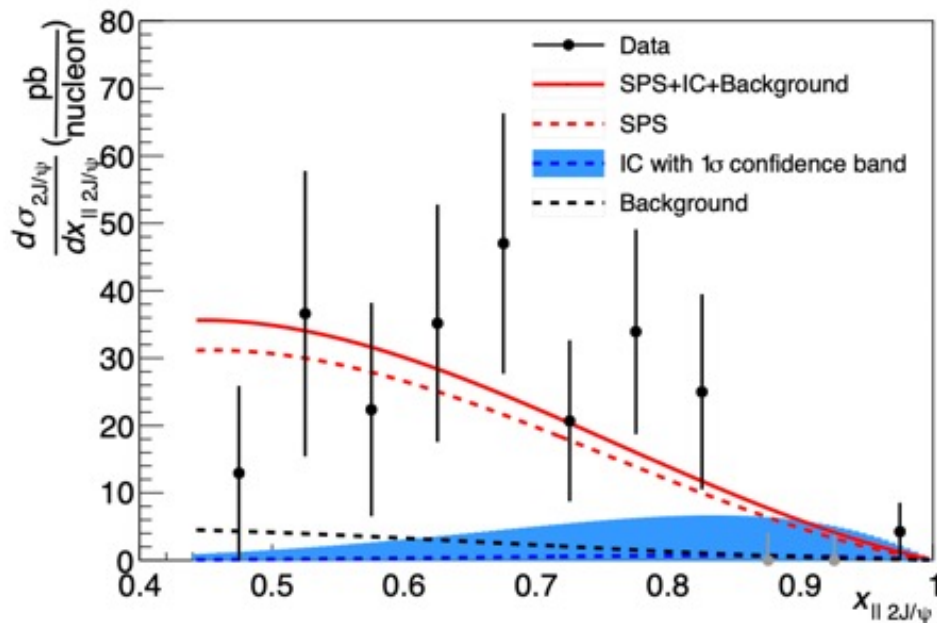 80
70
60
50
40
30
20
10
0
dσ2J/ψ / dx|| 2J/ψ (pb / nucleon)
Data
SPS+IC+Background
SPS
IC with 1σ confidence band
Background
0.4 0.5 0.6 0.7 0.8 0.9 1
x|| 2J/ψ